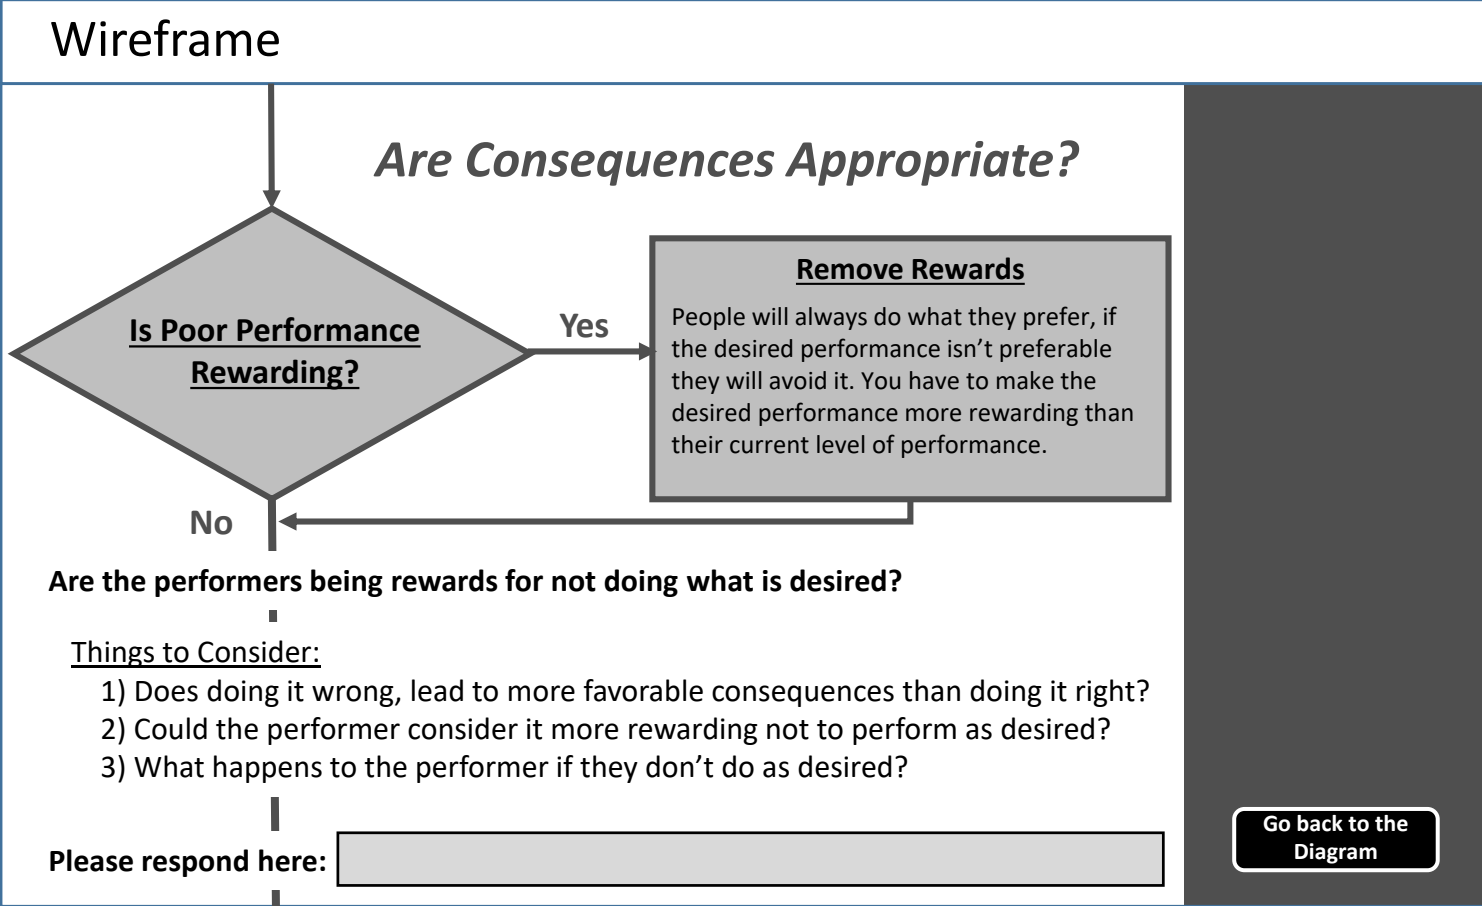 Wireframe
Are Consequences Appropriate?
Is Poor Performance
Rewarding?
Yes
Remove Rewards
People will always do what they prefer, if
the desired performance isn’t preferable
they will avoid it. You have to make the
desired performance more rewarding than
their current level of performance.
No
Are the performers being rewards for not doing what is desired?
Things to Consider:
1) Does doing it wrong, lead to more favorable consequences than doing it right?
2) Could the performer consider it more rewarding not to perform as desired?
3) What happens to the performer if they don’t do as desired?
Please respond here:
Go back to the
Diagram